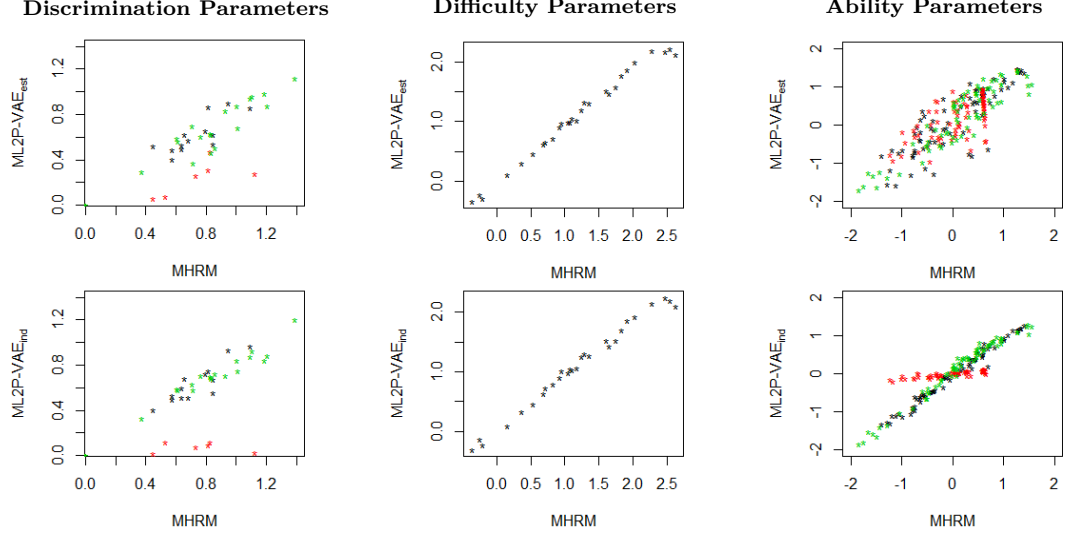 Discrimination Parameters
Difficulty Parameters
Ability Parameters
ML2P-VAEest
0.0 0.4 0.8 1.2
0.0 0.4 0.8 1.2
MHRM
ML2P-VAEest
0.0 1.0 2.0
0.0 0.5 1.0 1.5 2.0 2.5
MHRM
ML2P-VAEest
-2 -1 0 1 2
-2 -1 0 1 2
MHRM
ML2P-VAEind
0.0 0.4 0.8 1.2
0.0 0.4 0.8 1.2
MHRM
ML2P-VAEind
0.0 1.0 2.0
0.0 0.5 1.0 1.5 2.0 2.5
MHRM
ML2P-VAEind
-2 -1 0 1 2
-2 -1 0 1 2
MHRM